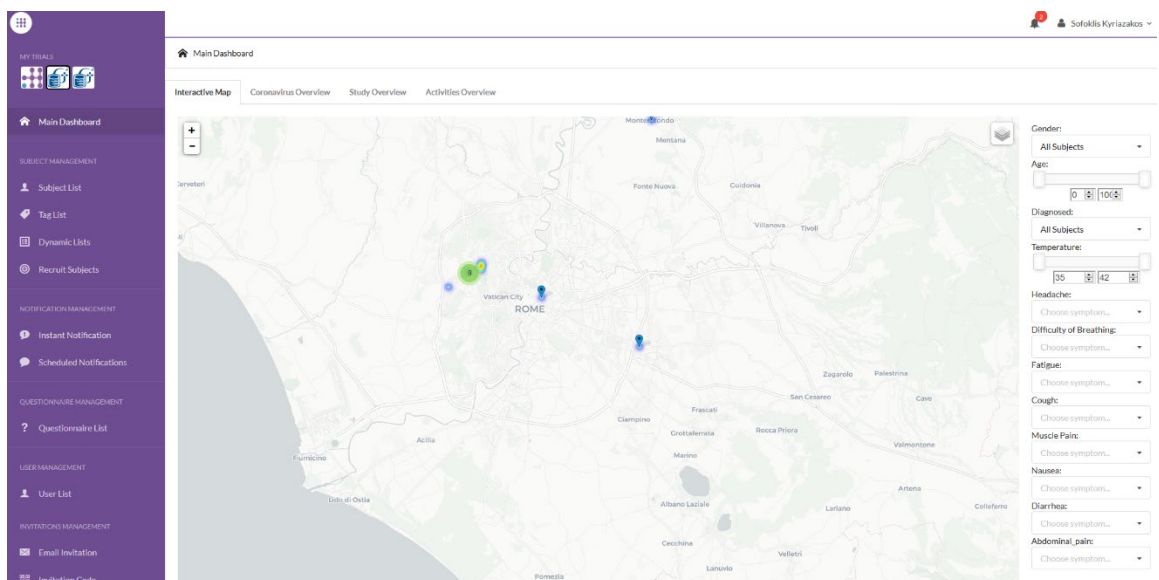 2
Sofoklis Kyriazakos
MY TRIALS
Main Dashboard
SUBJECT MANAGEMENT
Subject List
Tag List
Dynamic Lists
Recruit Subjects
NOTIFICATION MANAGEMENT
Instant Notification
Scheduled Notifications
QUESTIONNAIRE MANAGEMENT
? Questionnaire List
USER MANAGEMENT
User List
INVITATIONS MANAGEMENT
Email Invitation
Invitation Code
Main Dashboard
Interactive Map Coronavirus Overview Study Overview Activities Overview
+
-
Mentana
Cerveteri
Fonte Nuova
Guidonia
Villanova
Tivoli
Vatican City
ROME
Zagarolo
Palestrina
San Cesareo
Cave
Frascati
Ciampino
Grottaferrata
Rocca Priora
Acilia
Valmontone
Marino
Fiumicino
Artena
Lido di Ostia
Albano Laziale
Lariano
Colleferro
Cecchina
Velletri
Lanuvio
Pomezia
Gender:
All Subjects
Age:
0 100
Diagnosed:
All Subjects
Temperature:
35 42
Headache:
Choose symptom...
Difficulty of Breathing:
Choose symptom...
Fatigue:
Choose symptom...
Cough:
Choose symptom...
Muscle Pain:
Choose symptom...
Nausea:
Choose symptom...
Diarrhea:
Choose symptom...
Abdominal_pain:
Choose symptom...